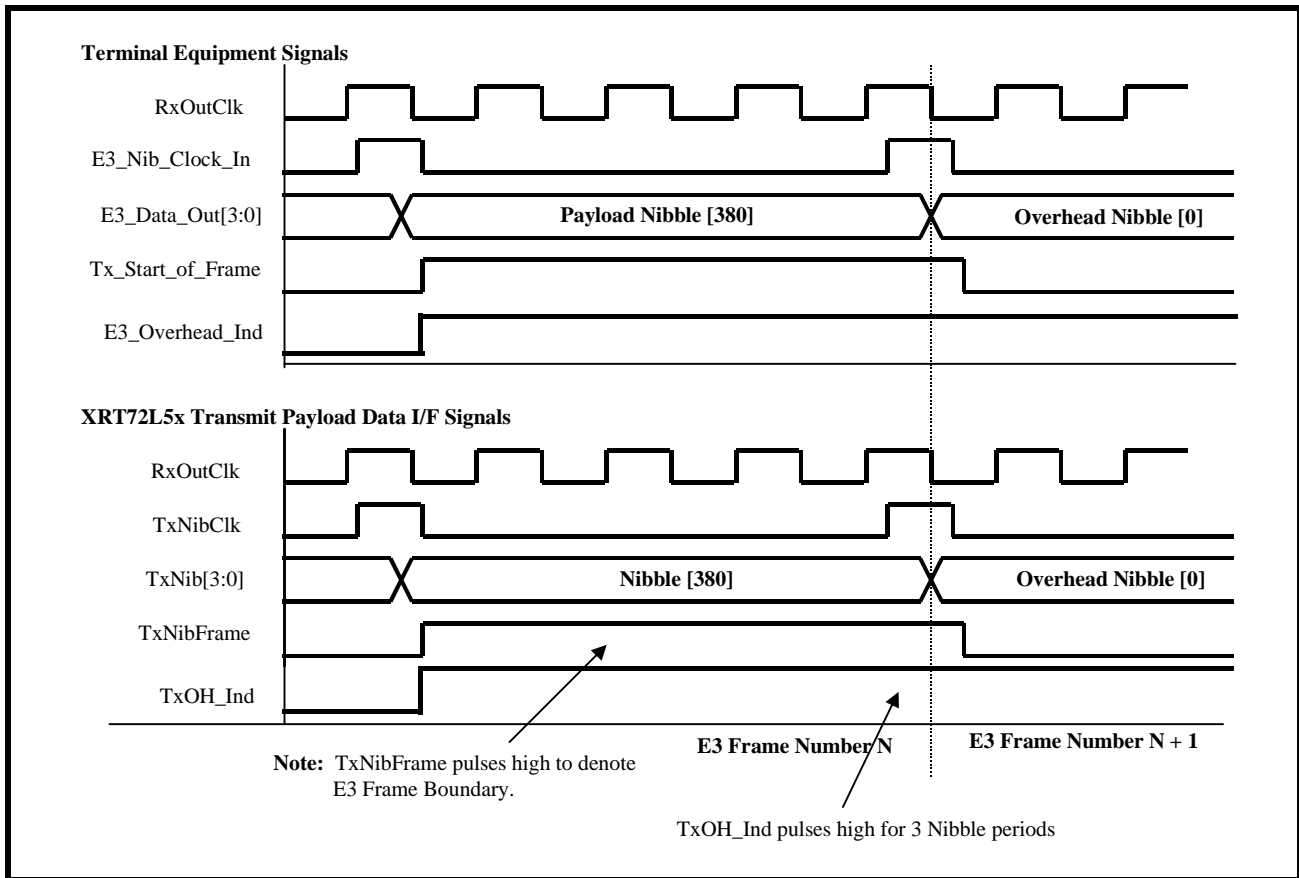 Terminal Equipment Signals
RxOutClk
E3_Nib_Clock_In
E3_Data_Out[3:0]
Payload Nibble [380]
Overhead Nibble [0]
Tx_Start_of_Frame
E3_Overhead_Ind
XRT72L5x Transmit Payload Data I/F Signals
RxOutClk
TxNibClk
TxNib[3:0]
Nibble [380]
Overhead Nibble [0]
TxNibFrame
TxOH_Ind
E3 Frame Number N
E3 Frame Number N + 1
Note: TxNibFrame pulses high to denote
E3 Frame Boundary.
TxOH_Ind pulses high for 3 Nibble periods